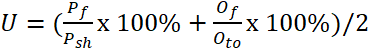 U = (P_f/P_sh x 100% + O_f/O_to x 100%)/2